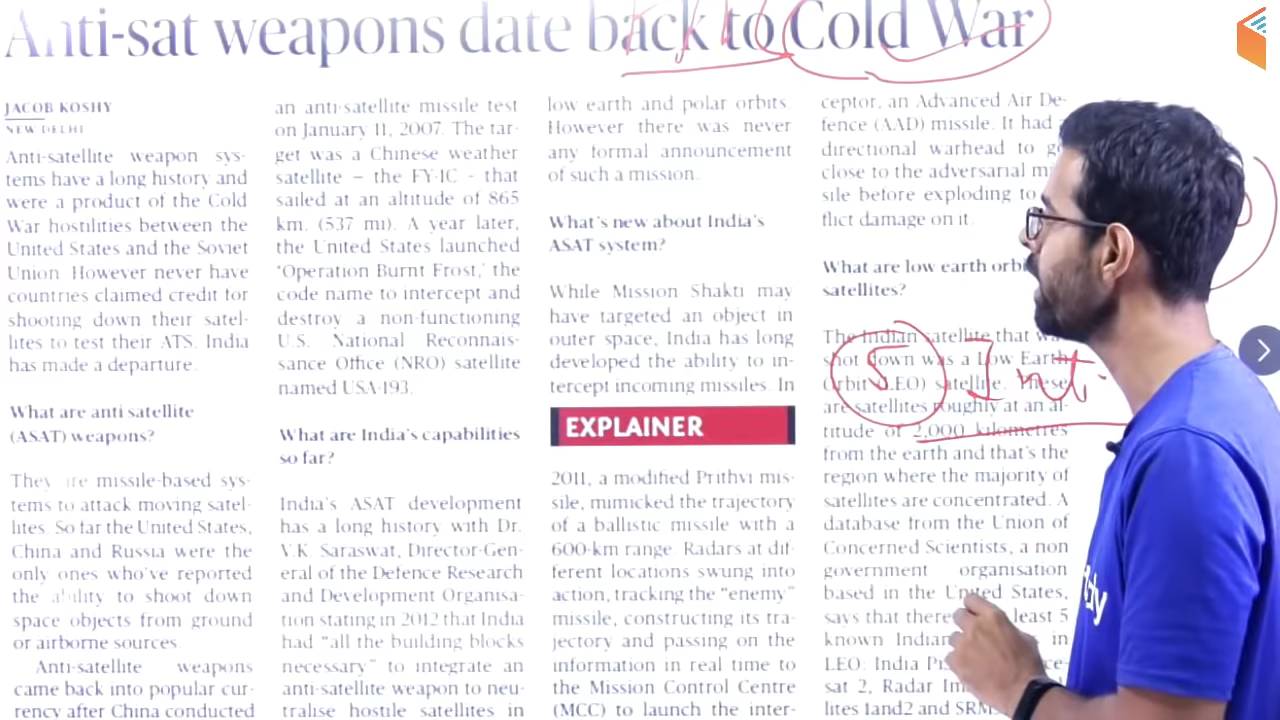 Anti-sat weapons date back to Cold War
JACOB KOSHY
NEW DELHI
Anti-satellite weapon sys-
tems have a long history and
were a product of the Cold
War hostilities between the
United States and the Soviet
Union. However never have
countries claimed credit for
shooting down their satel-
lites to test their ATS. India
has made a departure.
What are anti satellite
(ASAT) weapons?
They are missile-based sys-
tems to attack moving satel-
lites. So far the United States,
China and Russia were the
only ones who've reported
the ability to shoot down
space objects from ground
or airborne sources.
Anti-satellite weapons
came back into popular cur-
rency after China conducted
an anti-satellite missile test
on January 11, 2007. The tar-
get was a Chinese weather
satellite – the FY-1C - that
sailed at an altitude of 865
km. (537 mi). A year later,
the United States launched
'Operation Burnt Frost,' the
code name to intercept and
destroy a non-functioning
U.S. National Reconnais-
sance Office (NRO) satellite
named USA-193.
What are India's capabilities
so far?
India's ASAT development
has a long history with Dr.
V.K. Saraswat, Director-Gen-
eral of the Defence Research
and Development Organisa-
tion stating in 2012 that India
had "all the building blocks
necessary" to integrate an
anti-satellite weapon to neu-
tralise hostile satellites in
low earth and polar orbits.
However there was never
any formal announcement
of such a mission.
What's new about India's
ASAT system?
While Mission Shakti may
have targeted an object in
outer space, India has long
developed the ability to in-
tercept incoming missiles. In
EXPLAINER
2011, a modified Prithvi mis-
sile, mimicked the trajectory
of a ballistic missile with a
600-km range. Radars at dif-
ferent locations swung into
action, tracking the "enemy"
missile, constructing its tra-
jectory and passing on the
information in real time to
the Mission Control Centre
(MCC) to launch the inter-
ceptor, an Advanced Air De-
fence (AAD) missile. It had
directional warhead to
close to the adversarial
sile before exploding to
flict damage on it.
What are low earth
satellites?
The Indian satellite that
shot down was a Low Earth
Orbit (LEO) satellite. These
are satellites roughly at an al-
titude of 2,000 kilometres
from the earth and that's the
region where the majority of
satellites are concentrated. A
database from the Union of
Concerned Scientists, a non
government organisation
based in the United States,
says that there least 5
known Indian in
LEO: India
sat 2, Radar
lites 1and2 and
5 Int.